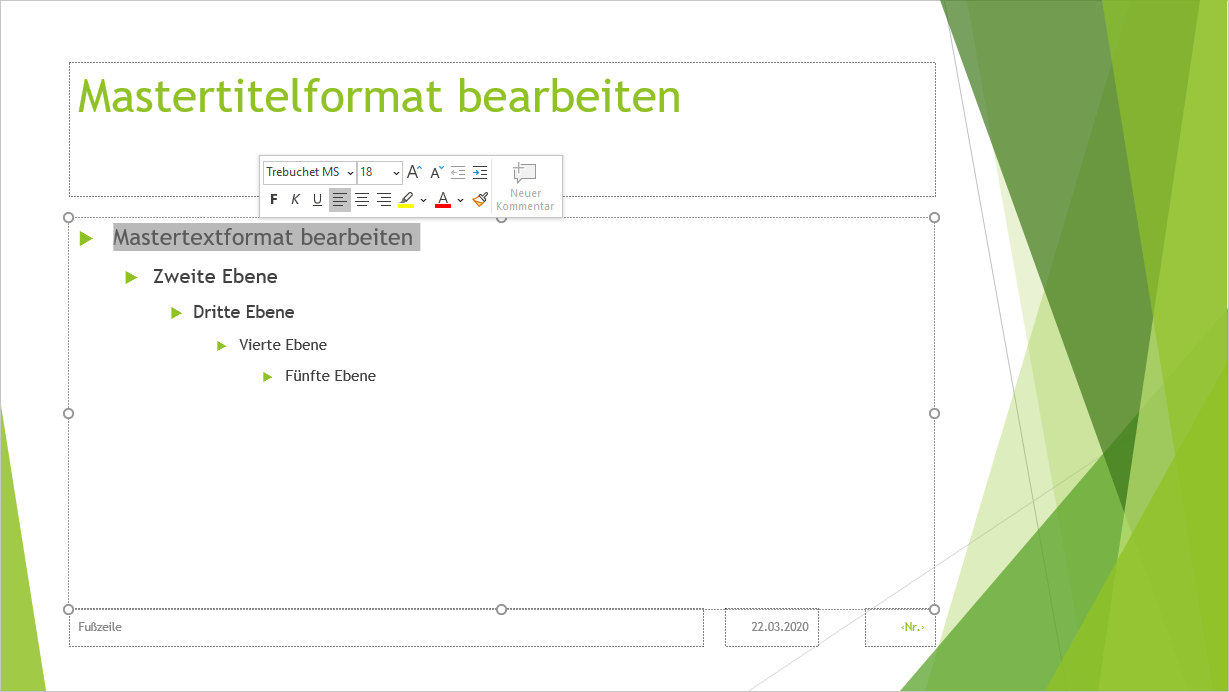 Mastertitelformat bearbeiten
Trebuchet MS 18 A A
F K U A
Neuer
Kommentar
Mastertextformat bearbeiten
Zweite Ebene
Dritte Ebene
Vierte Ebene
Fünfte Ebene
Fußzeile 22.03.2020 ‹Nr.›